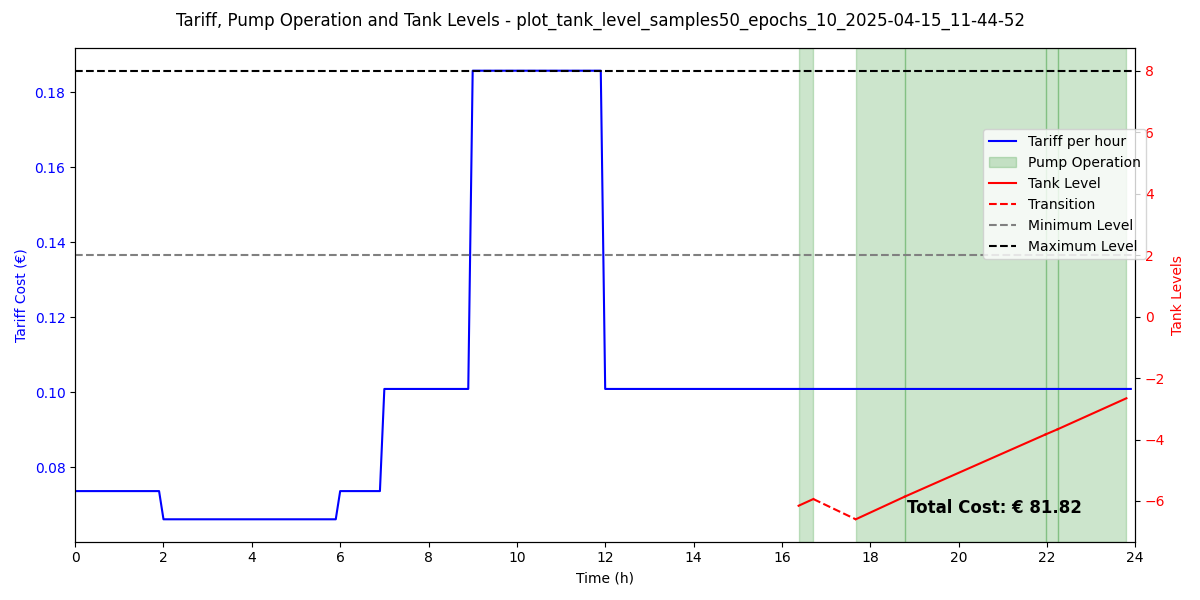 Tariff, Pump Operation and Tank Levels - plot_tank_level_samples50_epochs_10_2025-04-15_11-44-52
Tariff Cost (€)
0.18
0.16
0.14
0.12
0.10
0.08
Tariff per hour
Pump Operation
Tank Level
Transition
Minimum Level
Maximum Level
8
6
4
2
0
−2
−4
−6
Tank Levels
Total Cost: € 81.82
0 2 4 6 8 10 12 14 16 18 20 22 24
Time (h)